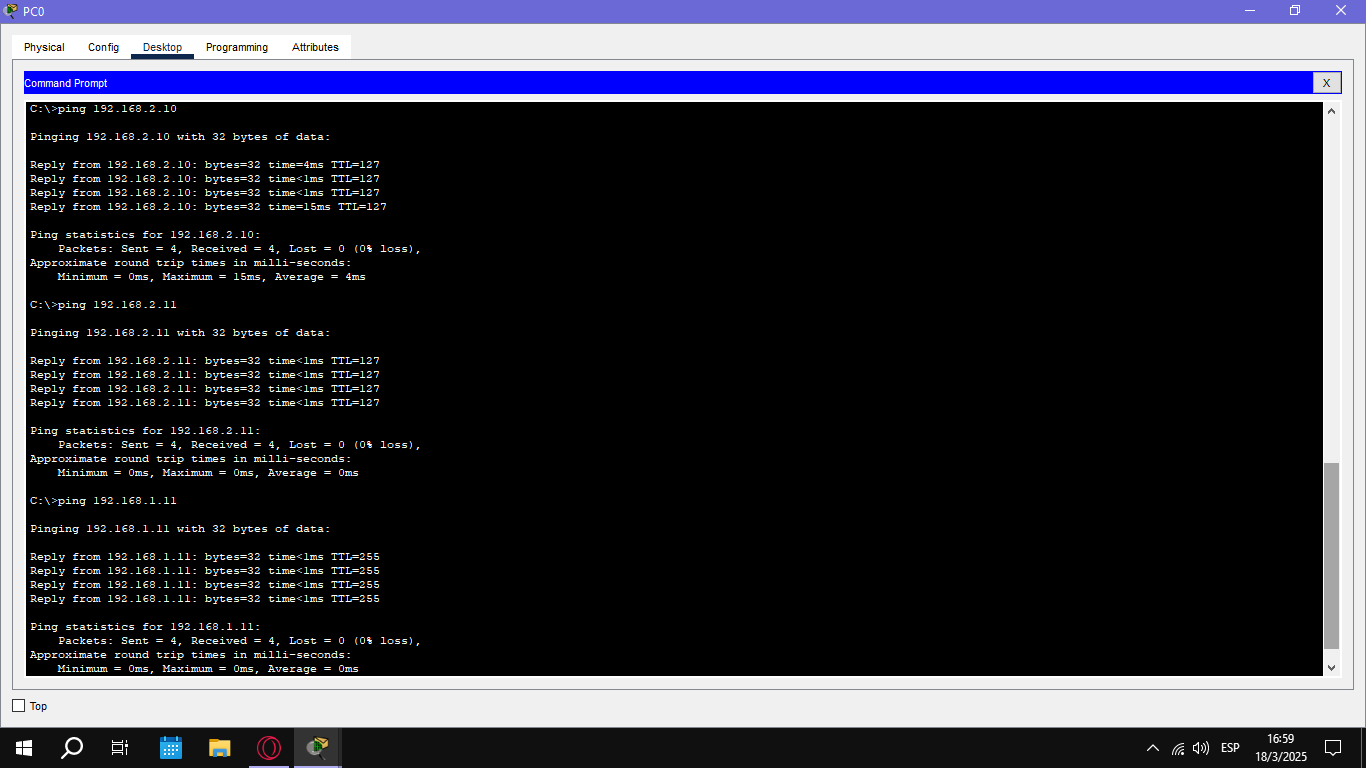 PC0
Physical Config Desktop Programming Attributes
Command Prompt
X
C:\>ping 192.168.2.10
Pinging 192.168.2.10 with 32 bytes of data:
Reply from 192.168.2.10: bytes=32 time=4ms TTL=127
Reply from 192.168.2.10: bytes=32 time<1ms TTL=127
Reply from 192.168.2.10: bytes=32 time<1ms TTL=127
Reply from 192.168.2.10: bytes=32 time=15ms TTL=127
Ping statistics for 192.168.2.10:
Packets: Sent = 4, Received = 4, Lost = 0 (0% loss),
Approximate round trip times in milli-seconds:
Minimum = 0ms, Maximum = 15ms, Average = 4ms
C:\>ping 192.168.2.11
Pinging 192.168.2.11 with 32 bytes of data:
Reply from 192.168.2.11: bytes=32 time<1ms TTL=127
Reply from 192.168.2.11: bytes=32 time<1ms TTL=127
Reply from 192.168.2.11: bytes=32 time<1ms TTL=127
Reply from 192.168.2.11: bytes=32 time<1ms TTL=127
Ping statistics for 192.168.2.11:
Packets: Sent = 4, Received = 4, Lost = 0 (0% loss),
Approximate round trip times in milli-seconds:
Minimum = 0ms, Maximum = 0ms, Average = 0ms
C:\>ping 192.168.1.11
Pinging 192.168.1.11 with 32 bytes of data:
Reply from 192.168.1.11: bytes=32 time<1ms TTL=255
Reply from 192.168.1.11: bytes=32 time<1ms TTL=255
Reply from 192.168.1.11: bytes=32 time<1ms TTL=255
Reply from 192.168.1.11: bytes=32 time<1ms TTL=255
Ping statistics for 192.168.1.11:
Packets: Sent = 4, Received = 4, Lost = 0 (0% loss),
Approximate round trip times in milli-seconds:
Minimum = 0ms, Maximum = 0ms, Average = 0ms
Top
ESP
16:59
18/3/2025